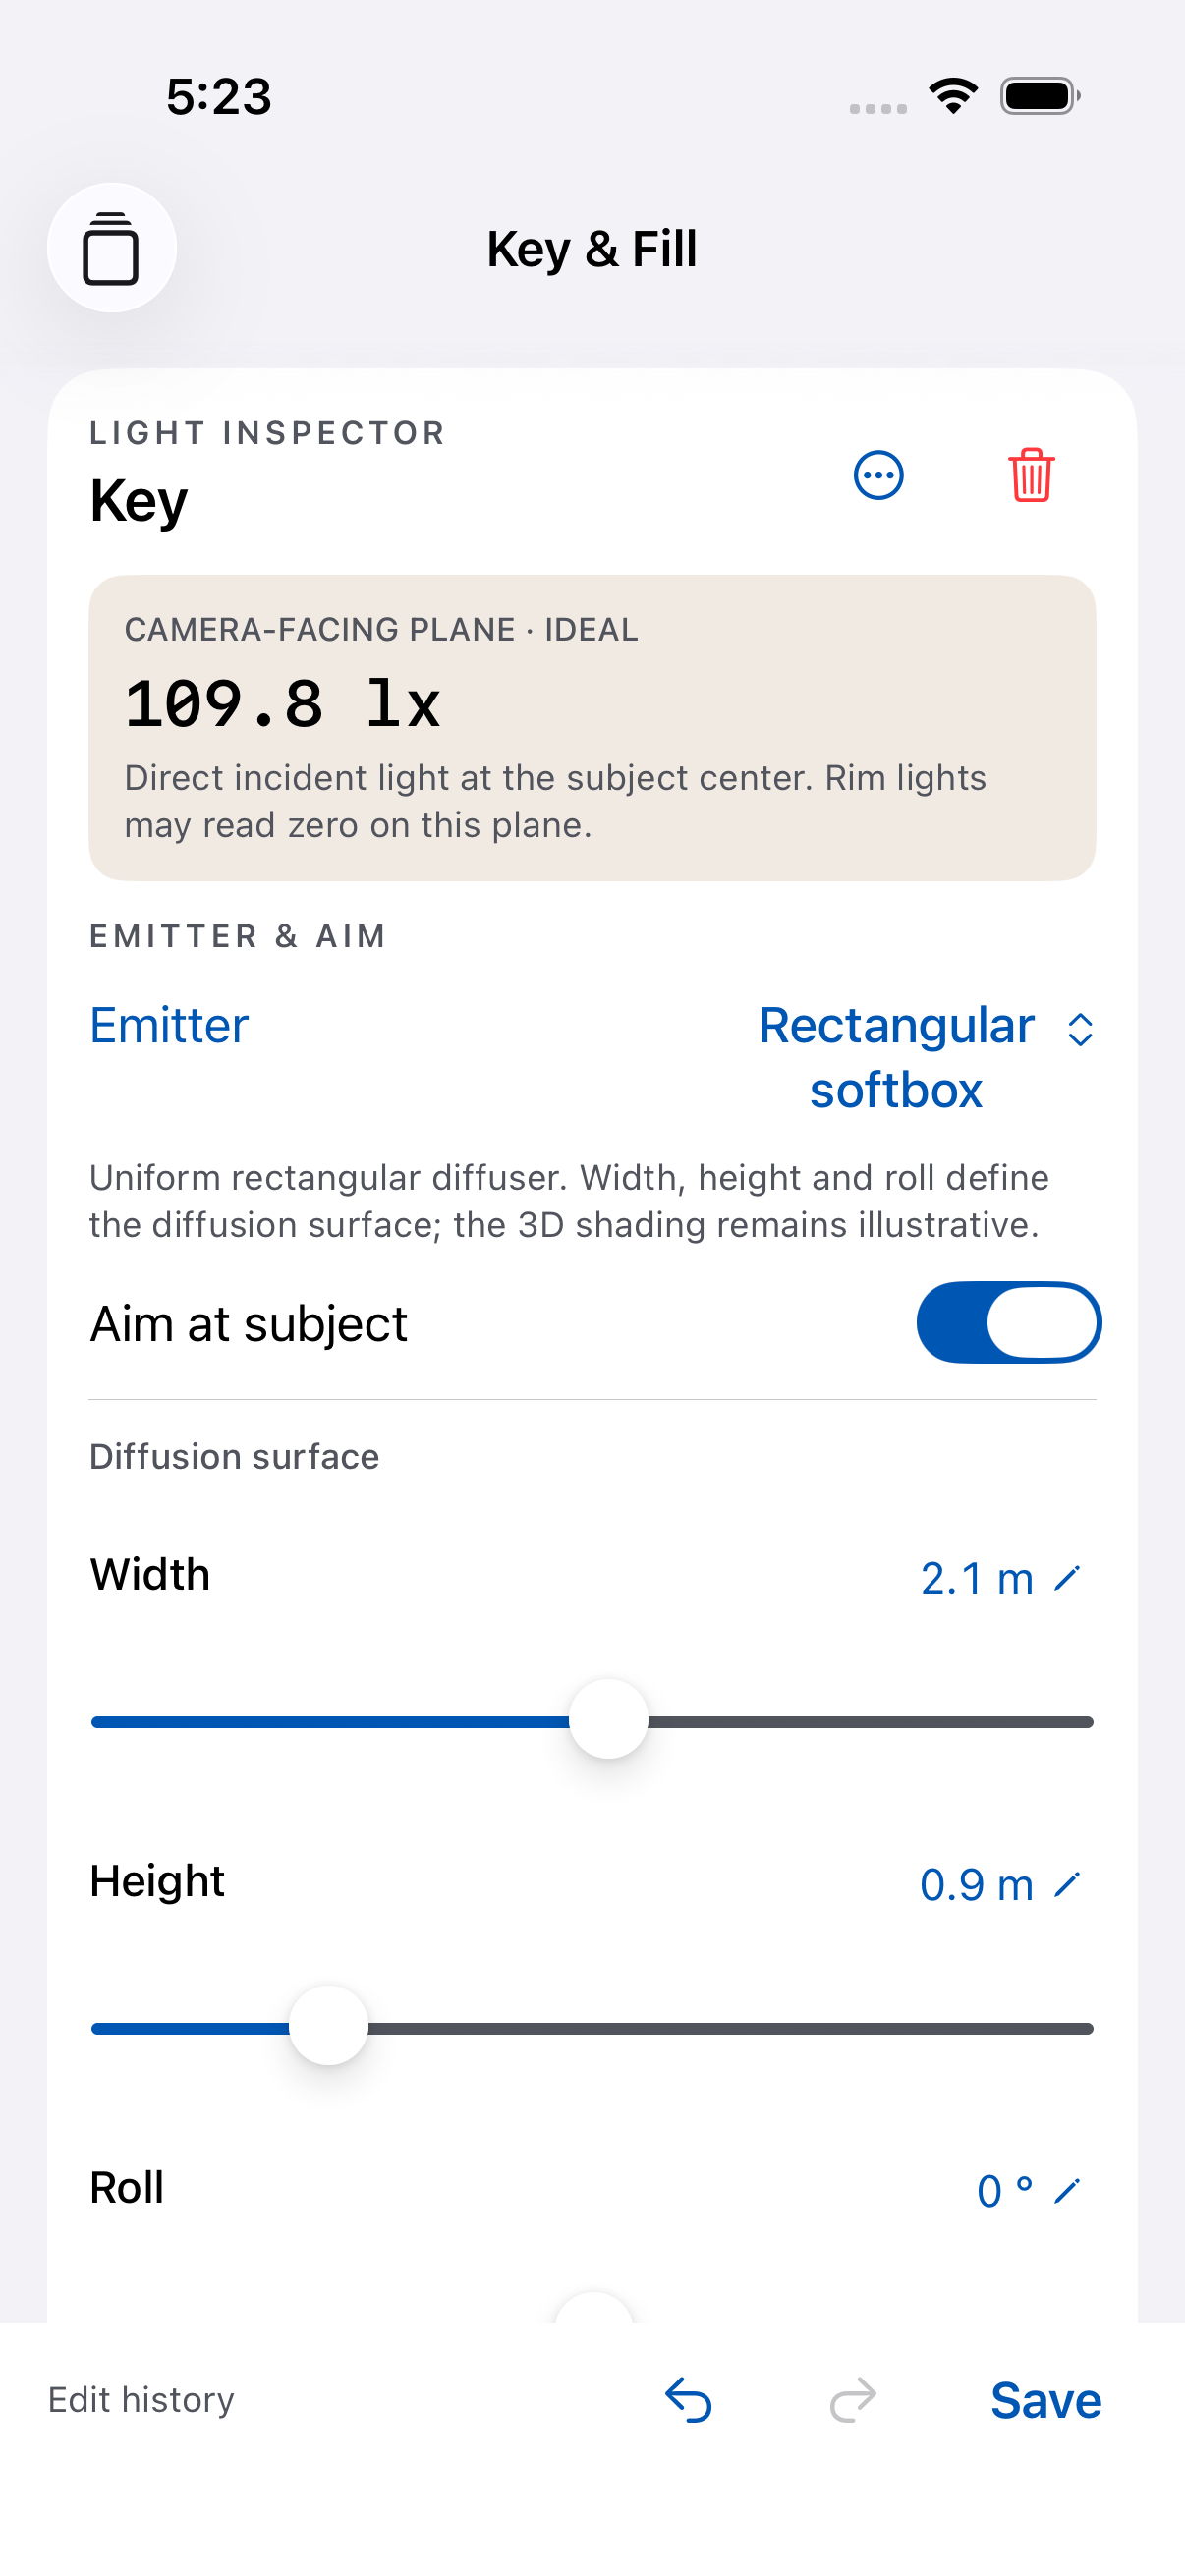 5:23
Key & Fill
LIGHT INSPECTOR
Key
CAMERA-FACING PLANE · IDEAL
109.8 lx
Direct incident light at the subject center. Rim lights
may read zero on this plane.
EMITTER & AIM
Emitter
Rectangular
softbox
Uniform rectangular diffuser. Width, height and roll define
the diffusion surface; the 3D shading remains illustrative.
Aim at subject
Diffusion surface
Width
2.1 m
Height
0.9 m
Roll
0 °
Edit history
Save